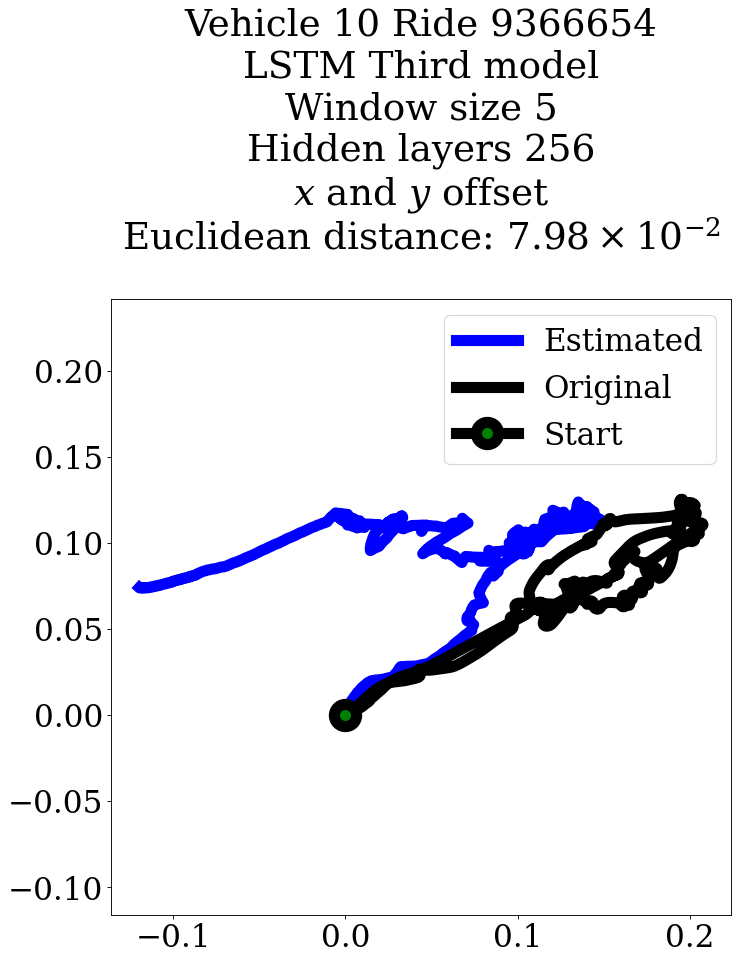 Vehicle 10 Ride 9366654
LSTM Third model
Window size 5
Hidden layers 256
x and y offset
Euclidean distance: 7.98 × 10⁻²
Estimated
Original
Start
0.20
0.15
0.10
0.05
0.00
−0.05
−0.10
−0.1 0.0 0.1 0.2